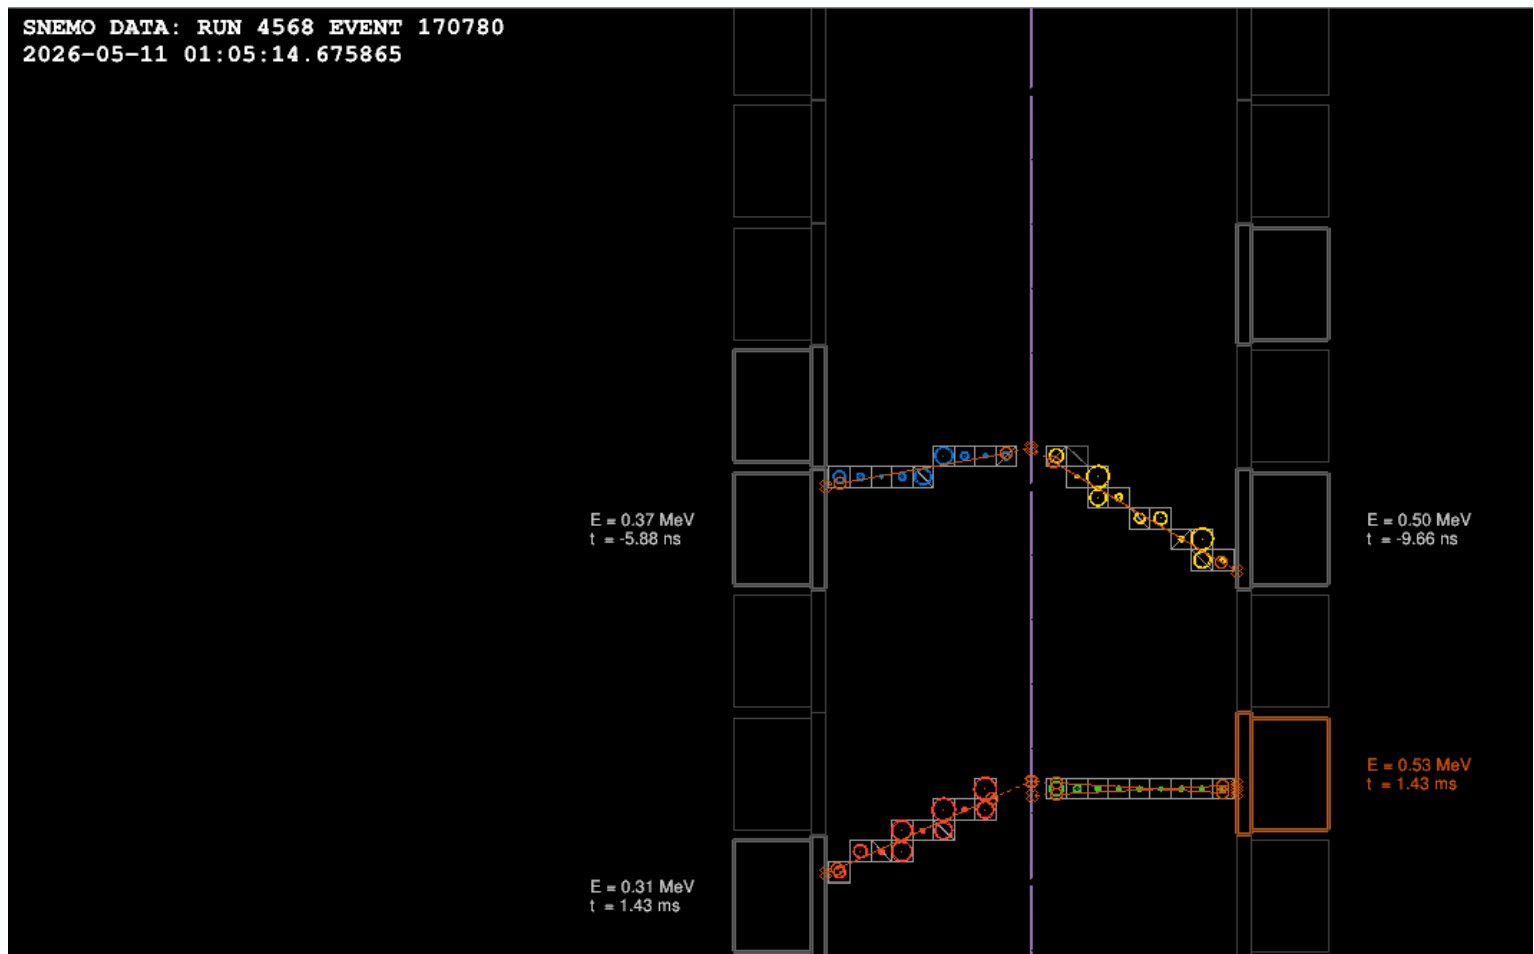 SNEMO DATA: RUN 4568 EVENT 170780
2026-05-11 01:05:14.675865
E = 0.37 MeV
t = -5.88 ns
E = 0.50 MeV
t = -9.66 ns
E = 0.53 MeV
t = 1.43 ms
E = 0.31 MeV
t = 1.43 ms